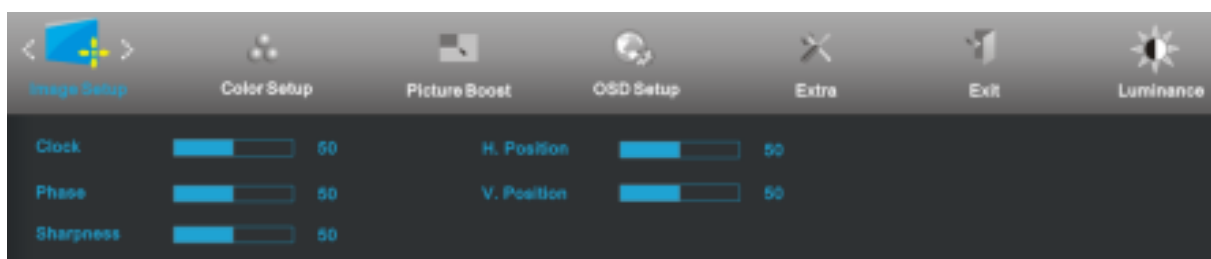 Image Setup Color Setup Picture Boost OSD Setup Extra Exit Luminance
Clock 50 H. Position 50
Phase 50 V. Position 50
Sharpness 50